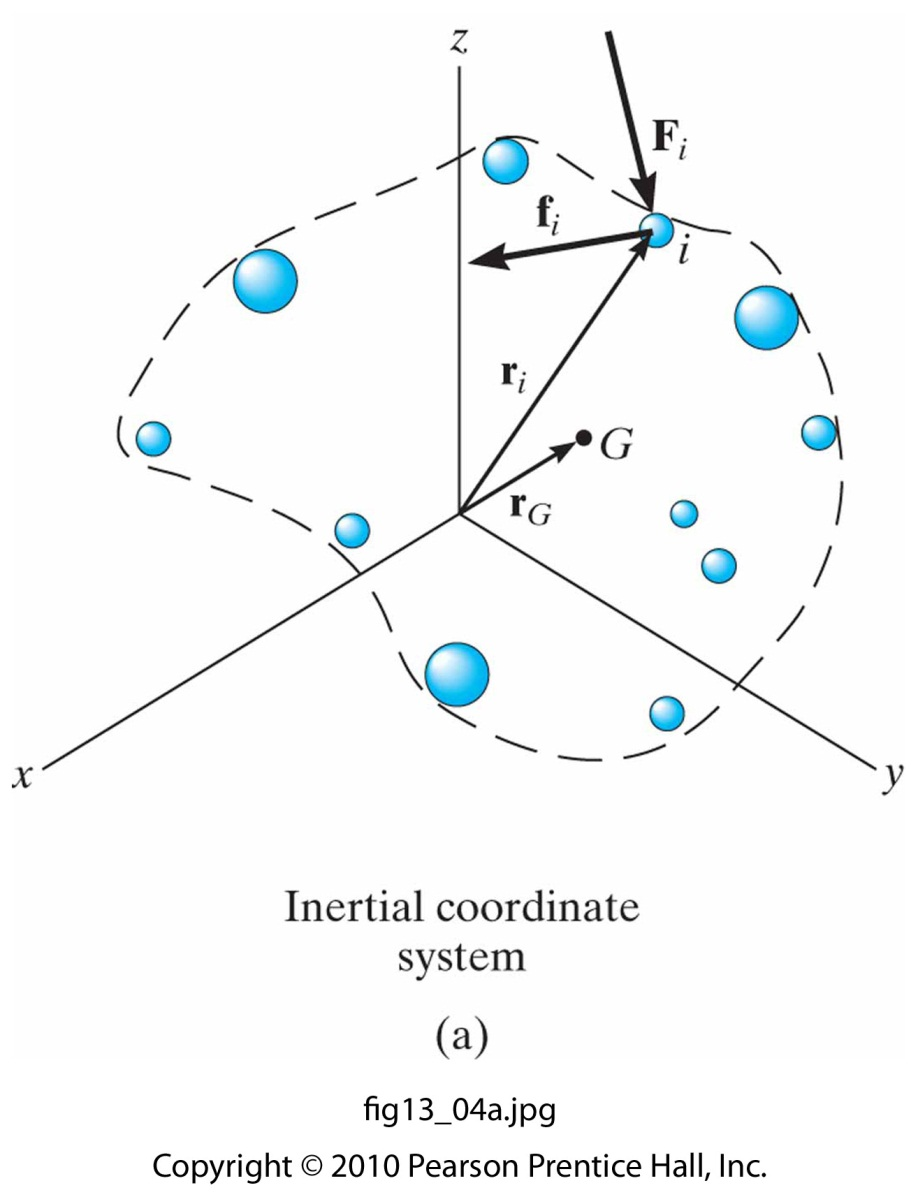 z
F_i
f_i
i
r_i
G
r_G
x
y
Inertial coordinate
system
(a)
fig13_04a.jpg
Copyright © 2010 Pearson Prentice Hall, Inc.